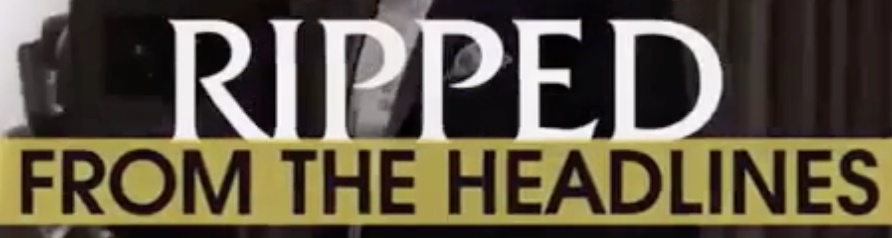 RIPPED
FROM THE HEADLINES